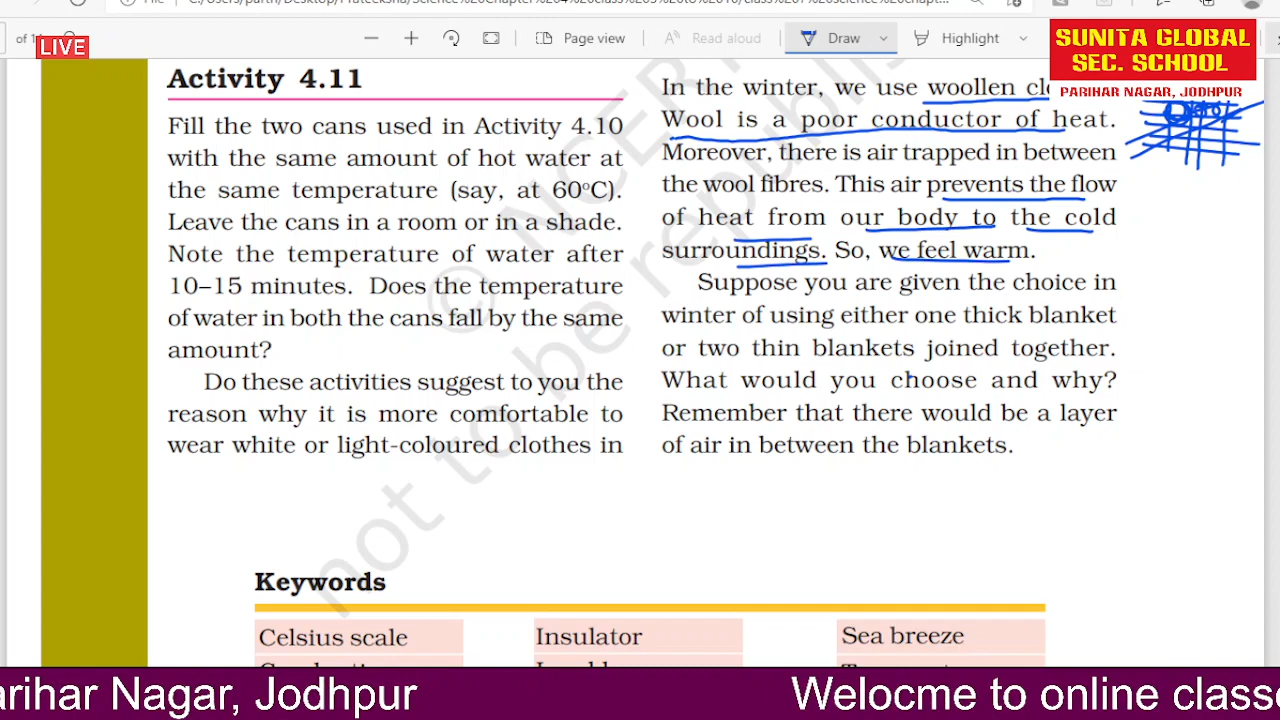 of 1
LIVE
Page view
Read aloud
Draw
Highlight
SUNITA GLOBAL
SEC. SCHOOL
PARIHAR NAGAR, JODHPUR
Activity 4.11
Fill the two cans used in Activity 4.10
with the same amount of hot water at
the same temperature (say, at 60°C).
Leave the cans in a room or in a shade.
Note the temperature of water after
10–15 minutes. Does the temperature
of water in both the cans fall by the same
amount?
Do these activities suggest to you the
reason why it is more comfortable to
wear white or light-coloured clothes in
In the winter, we use woollen clo
Wool is a poor conductor of heat.
Moreover, there is air trapped in between
the wool fibres. This air prevents the flow
of heat from our body to the cold
surroundings. So, we feel warm.
Suppose you are given the choice in
winter of using either one thick blanket
or two thin blankets joined together.
What would you choose and why?
Remember that there would be a layer
of air in between the blankets.
© NCER
not to be republis
Keywords
Celsius scale
Insulator
Sea breeze
arihar Nagar, Jodhpur
Welocme to online classe